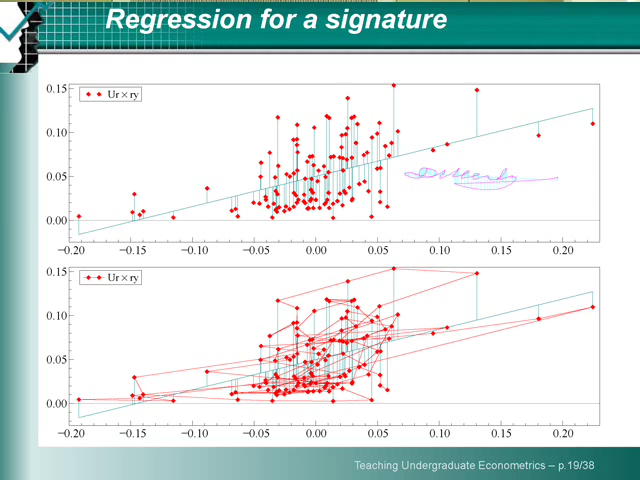 Regression for a signature
0.15
Ur×ry
0.10
0.05
0.00
−0.20 −0.15 −0.10 −0.05 0.00 0.05 0.10 0.15 0.20
0.15
Ur×ry
0.10
0.05
0.00
−0.20 −0.15 −0.10 −0.05 0.00 0.05 0.10 0.15 0.20
Teaching Undergraduate Econometrics – p.19/38